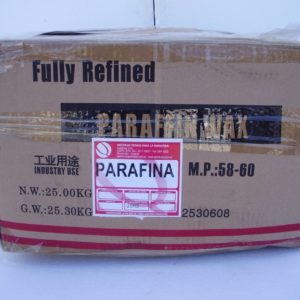 Fully Refined
PARAFFIN WAX
工业用途
INDUSTRY USE
PARAFINA
M.P.:58-60
N.W.:25.00KG
G.W.:25.30KG
2530608